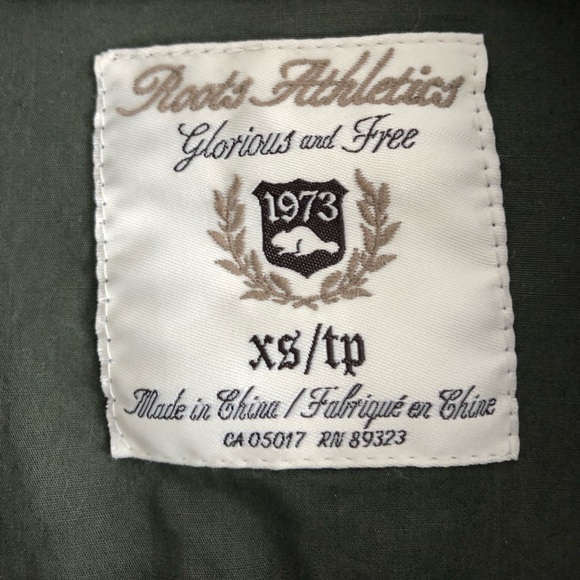 Roots Athletics
Glorious and Free
1973
xs/tp
Made in China / Fabriqué en Chine
CA 05017 RN 89323